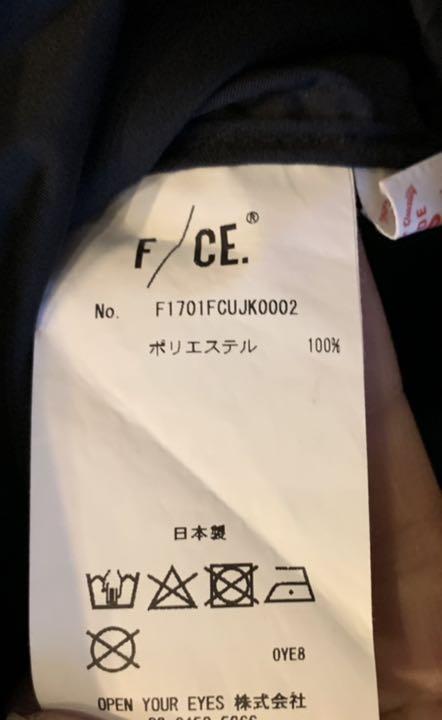 F/CE.®
No. F1701FCUJK0002
ポリエステル 100%
日本製
0YE8
OPEN YOUR EYES 株式会社